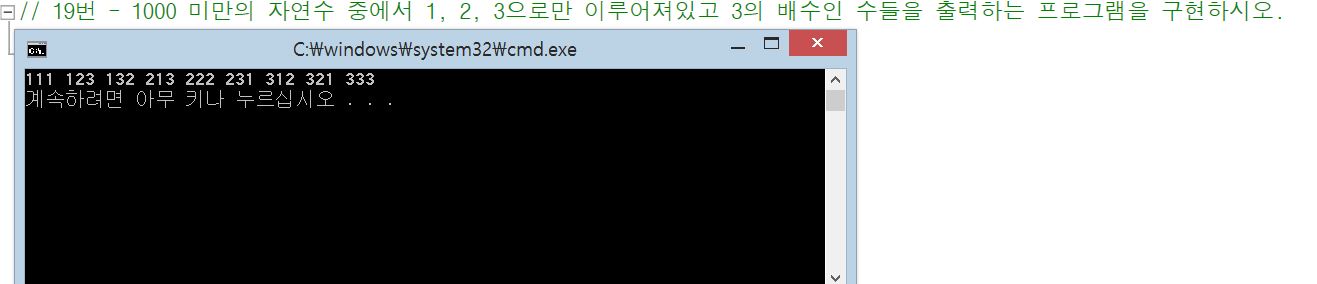 // 19번 - 1000 미만의 자연수 중에서 1, 2, 3으로만 이루어져있고 3의 배수인 수들을 출력하는 프로그램을 구현하시오.
C:\windows\system32\cmd.exe
111 123 132 213 222 231 312 321 333
계속하려면 아무 키나 누르십시오 . . .